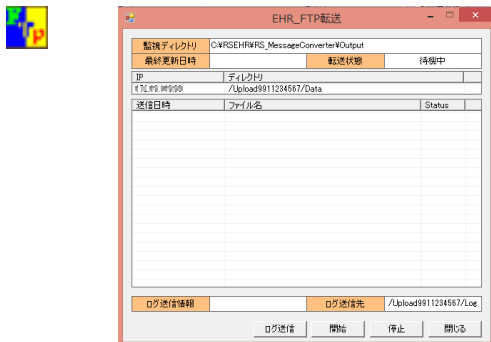 Ftp
EHR_FTP転送
監視ディレクトリ C:¥RSEHR¥RS_MessageConverter¥Output
最終更新日時 転送状態 待機中
IP ディレクトリ
/Upload9911234567/Data
送信日時 ファイル名 Status
ログ送信情報 ログ送信先 /Upload9911234567/Log
ログ送信 開始 停止 閉じる